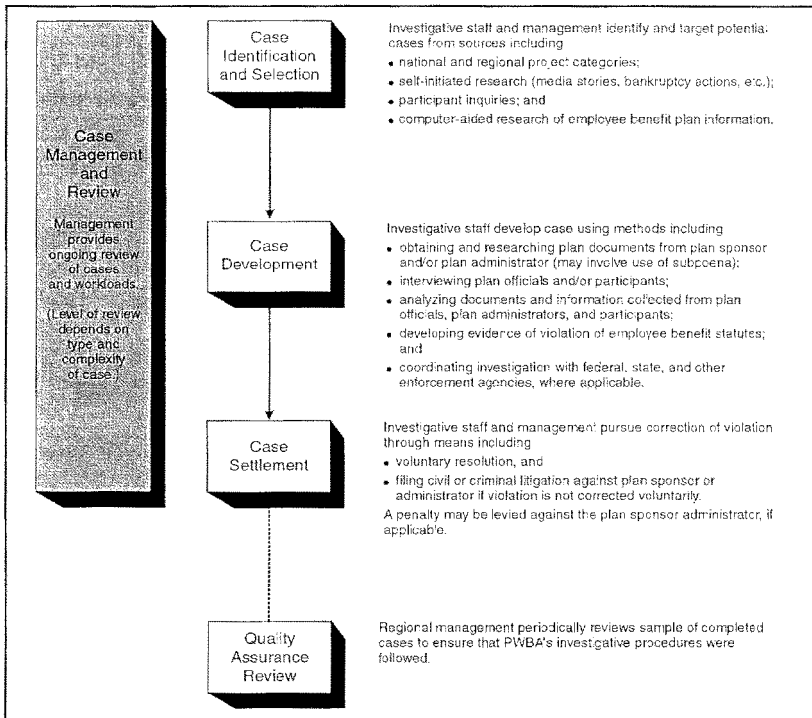 Case
Management
and
Review
Management
provides
ongoing review
of cases
and workloads.
(Level of review
depends on
type and
complexity
of case.)
Case
Identification
and Selection
Investigative staff and management identify and target potential
cases from sources including
• national and regional project categories;
• self-initiated research (media stories, bankruptcy actions, etc.);
• participant inquiries; and
• computer-aided research of employee benefit plan information.
Case
Development
Investigative staff develop case using methods including
• obtaining and researching plan documents from plan sponsor
and/or plan administrator (may involve use of subpoena);
• interviewing plan officials and/or participants;
• analyzing documents and information collected from plan
officials, plan administrators, and participants;
• developing evidence of violation of employee benefit statutes;
and
• coordinating investigation with federal, state, and other
enforcement agencies, where applicable.
Case
Settlement
Investigative staff and management pursue correction of violation
through means including
• voluntary resolution, and
• filing civil or criminal litigation against plan sponsor or
administrator if violation is not corrected voluntarily.
A penalty may be levied against the plan sponsor administrator, if
applicable.
Quality
Assurance
Review
Regional management periodically reviews sample of completed
cases to ensure that PWBA's investigative procedures were
followed.